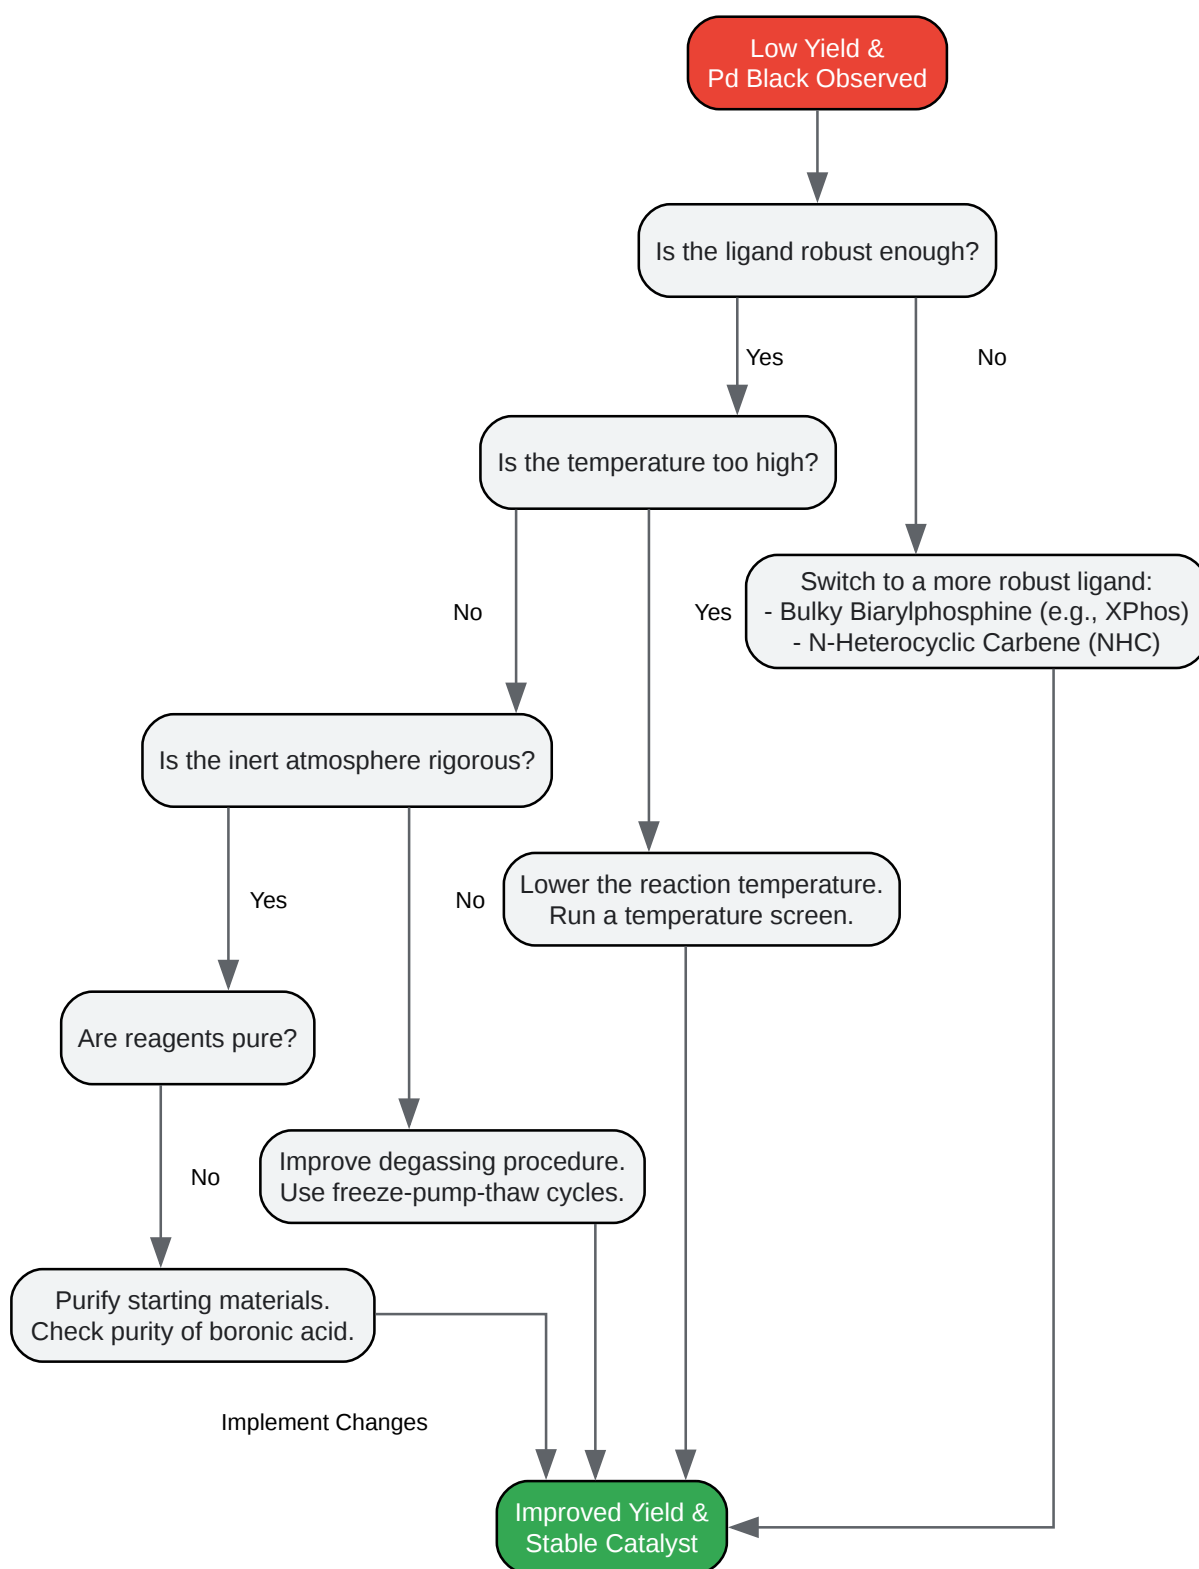 Low Yield &
Pd Black Observed
Is the ligand robust enough?
Yes
No
Is the temperature too high?
Switch to a more robust ligand:
- Bulky Biarylphosphine (e.g., XPhos)
- N-Heterocyclic Carbene (NHC)
No
Yes
Is the inert atmosphere rigorous?
Lower the reaction temperature.
Run a temperature screen.
Yes
No
Are reagents pure?
Improve degassing procedure.
Use freeze-pump-thaw cycles.
No
Purify starting materials.
Check purity of boronic acid.
Implement Changes
Improved Yield &
Stable Catalyst